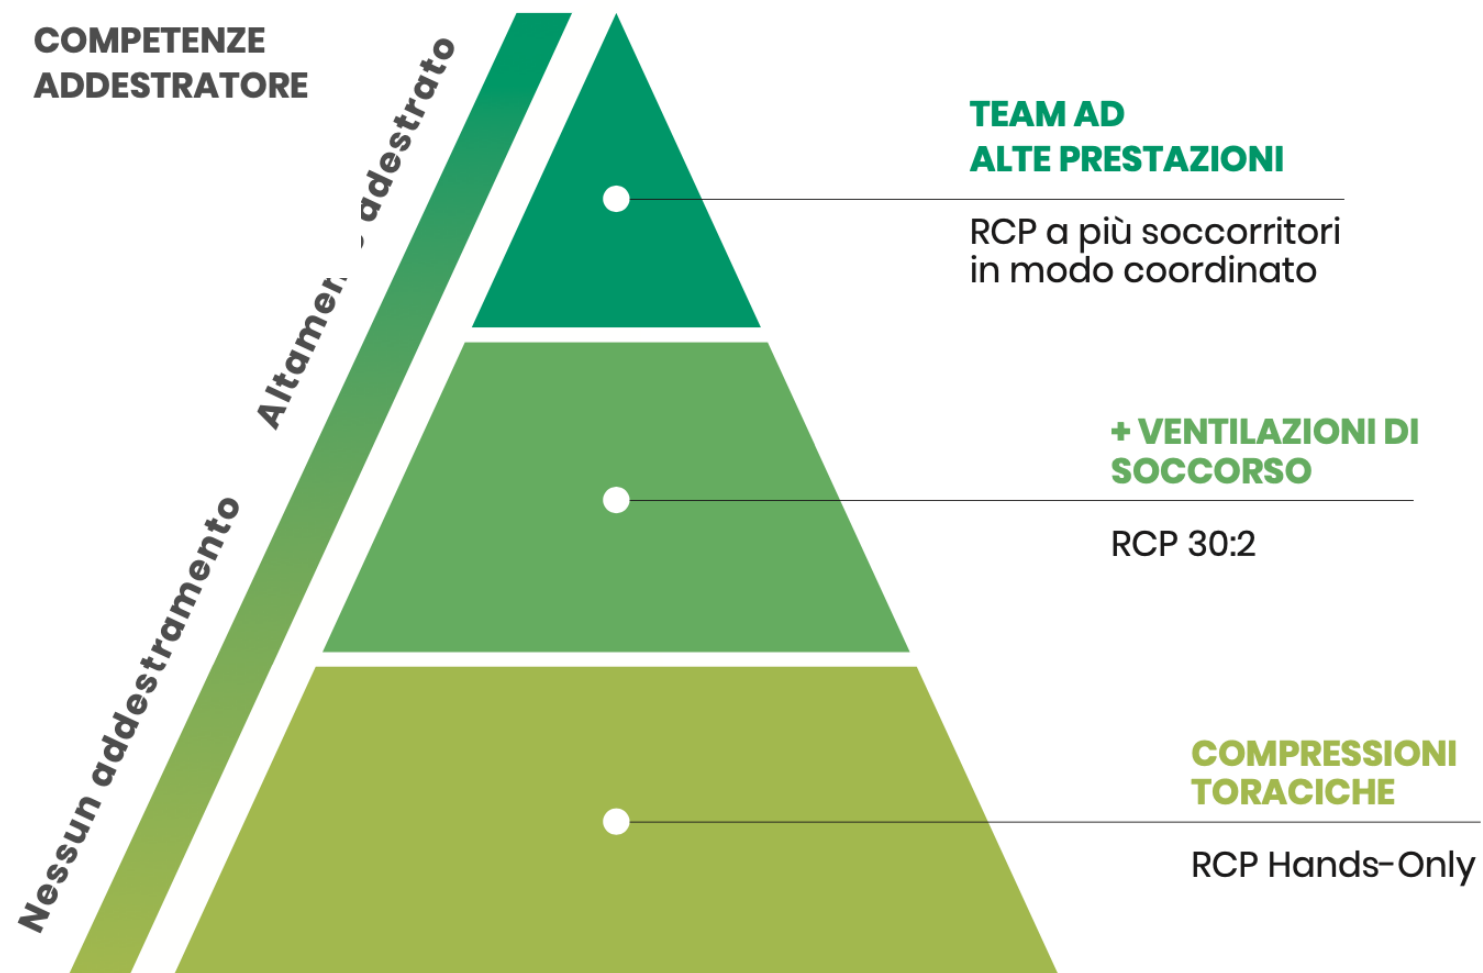 COMPETENZE
ADDESTRATORE
addestrato
Nessun addestramento
TEAM AD
ALTE PRESTAZIONI
RCP a più soccorritori
in modo coordinato
+ VENTILAZIONI DI
SOCCORSO
RCP 30:2
COMPRESSIONI
TORACICHE
RCP Hands-Only